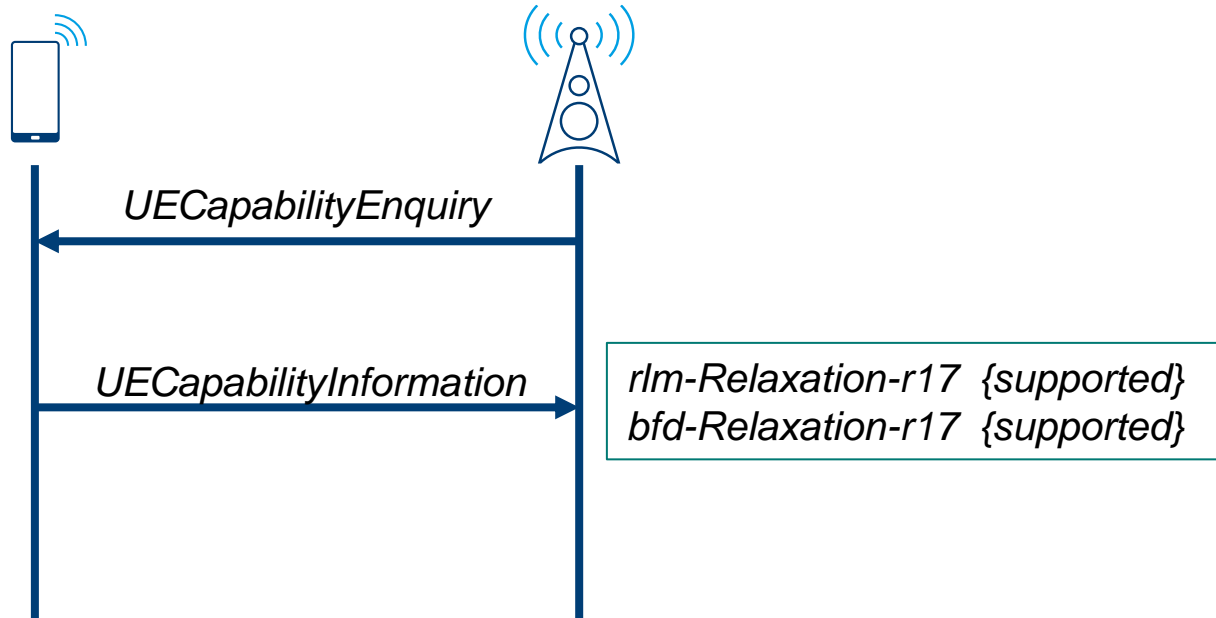 UECapabilityEnquiry
UECapabilityInformation
rlm-Relaxation-r17 {supported}
bfd-Relaxation-r17 {supported}